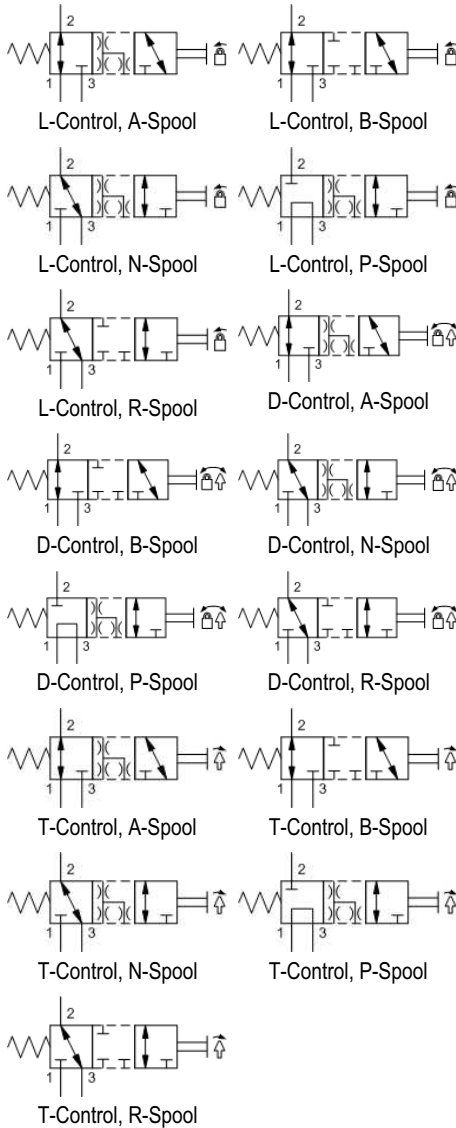 2
2
1 3
1 3
L-Control, A-Spool
L-Control, B-Spool
2
2
1 3
1 3
L-Control, N-Spool
L-Control, P-Spool
2
2
1 3
1 3
L-Control, R-Spool
D-Control, A-Spool
2
2
1 3
1 3
D-Control, B-Spool
D-Control, N-Spool
2
2
1 3
1 3
D-Control, P-Spool
D-Control, R-Spool
2
2
1 3
1 3
T-Control, A-Spool
T-Control, B-Spool
2
2
1 3
1 3
T-Control, N-Spool
T-Control, P-Spool
2
1 3
T-Control, R-Spool